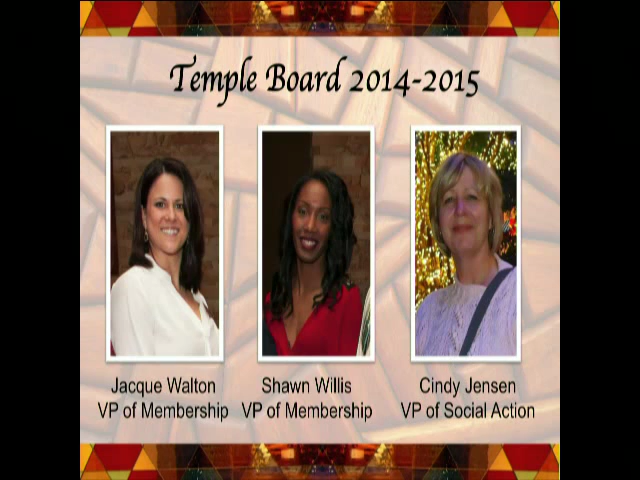 Temple Board 2014-2015
Jacque Walton
VP of Membership
Shawn Willis
VP of Membership
Cindy Jensen
VP of Social Action